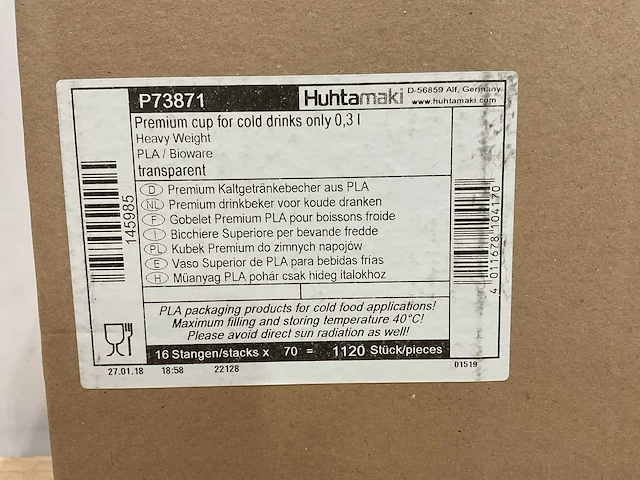 P73871
Huhtamaki
D-56859 Alf, Germany
www.huhtamaki.com
Premium cup for cold drinks only 0,3 l
Heavy Weight
PLA / Bioware
transparent
D Premium Kaltgetränkebecher aus PLA
NL Premium drinkbeker voor koude dranken
F Gobelet Premium PLA pour boissons froide
I Bicchiere Superiore per bevande fredde
PL Kubek Premium do zimnych napojów
E Vaso Superior de PLA para bebidas frias
H Müanyag PLA pohár csak hideg italokhoz
145985
4 011678 104170
PLA packaging products for cold food applications!
Maximum filling and storing temperature 40°C!
Please avoid direct sun radiation as well!
16 Stangen/stacks x 70 = 1120 Stück/pieces
27.01.18 18:58 22128 01519